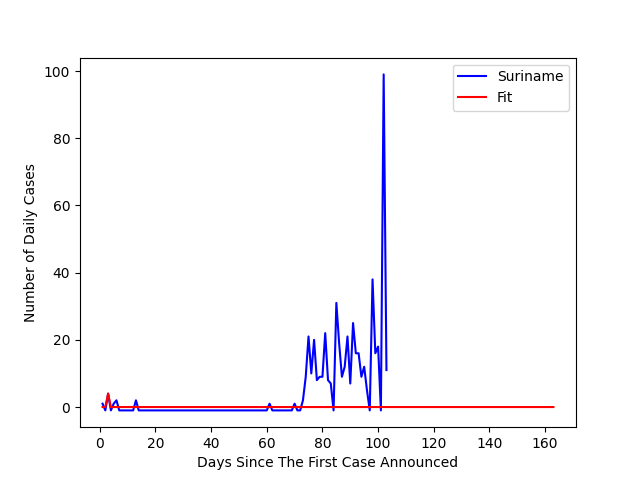 Suriname
Fit
100
80
60
40
20
0
Number of Daily Cases
0 20 40 60 80 100 120 140 160
Days Since The First Case Announced